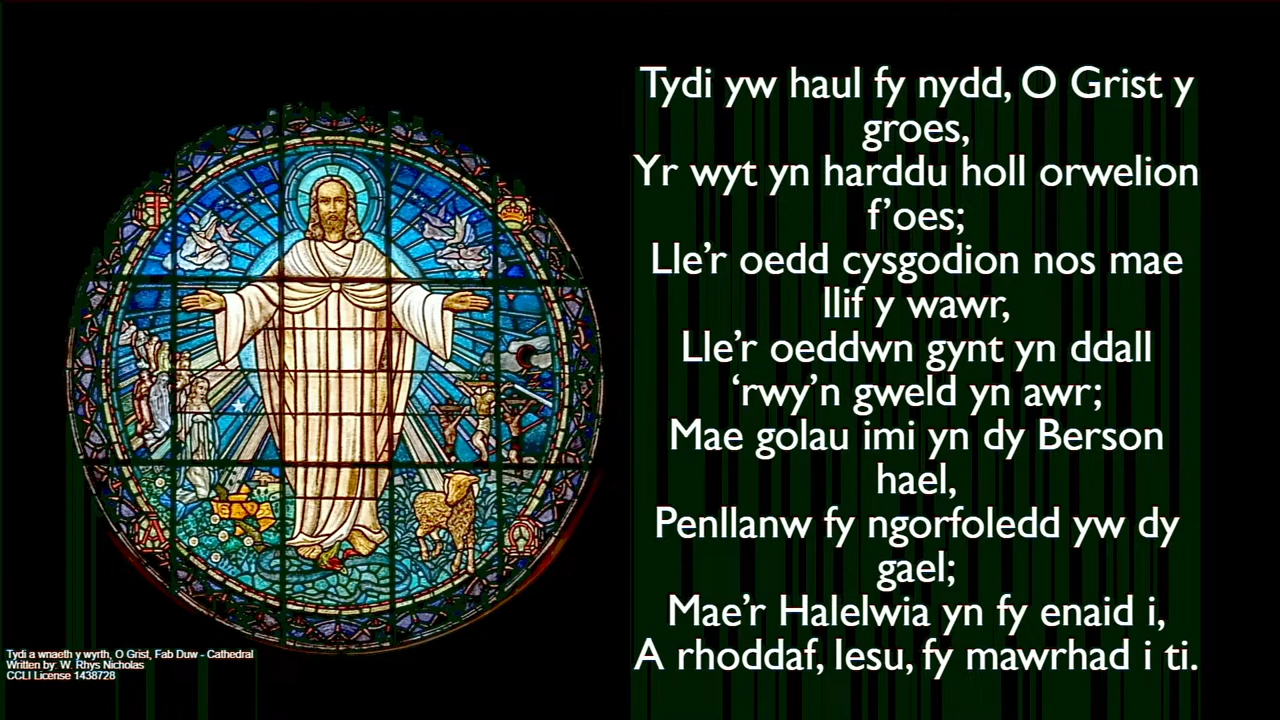 Tydi yw haul fy nydd, O Grist y
groes,
Yr wyt yn harddu holl orwelion
f’oes;
Lle’r oedd cysgodion nos mae
llif y wawr,
Lle’r oeddwn gynt yn ddall
‘rwy’n gweld yn awr;
Mae golau imi yn dy Berson
hael,
Penllanw fy ngorfoledd yw dy
gael;
Mae’r Halelwia yn fy enaid i,
A rhoddaf, Iesu, fy mawrhad i ti.
Tydi a wnaeth y wyrth, O Grist, Fab Duw - Cathedral
Written by: W. Rhys Nicholas
CCLI License 1438728